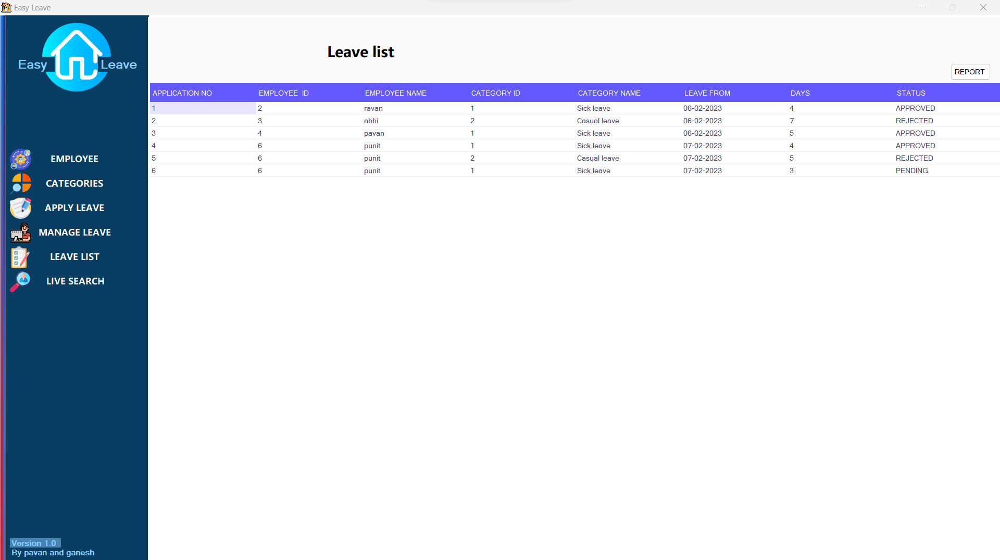 Easy Leave
Easy Leave
Leave list
REPORT
APPLICATION NO EMPLOYEE ID EMPLOYEE NAME CATEGORY ID CATEGORY NAME LEAVE FROM DAYS STATUS
1 2 ravan 1 Sick leave 06-02-2023 4 APPROVED
2 3 abhi 2 Casual leave 06-02-2023 7 REJECTED
3 4 pavan 1 Sick leave 06-02-2023 5 APPROVED
4 6 punit 1 Sick leave 07-02-2023 4 APPROVED
5 6 punit 2 Casual leave 07-02-2023 5 REJECTED
6 6 punit 1 Sick leave 07-02-2023 3 PENDING
EMPLOYEE
CATEGORIES
APPLY LEAVE
MANAGE LEAVE
LEAVE LIST
LIVE SEARCH
Version 1.0
By pavan and ganesh